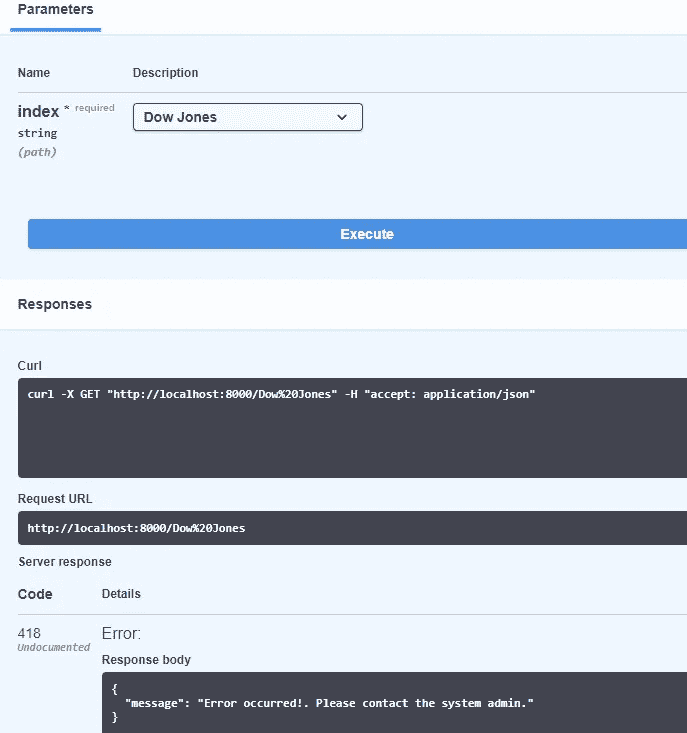 Parameters
Name Description
index * required
Dow Jones
string
(path)
Execute
Responses
Curl
curl -X GET "http://localhost:8000/Dow%20Jones" -H "accept: application/json"
Request URL
http://localhost:8000/Dow%20Jones
Server response
Code Details
418 Error:
Undocumented
Response body
{
"message": "Error occurred!. Please contact the system admin."
}